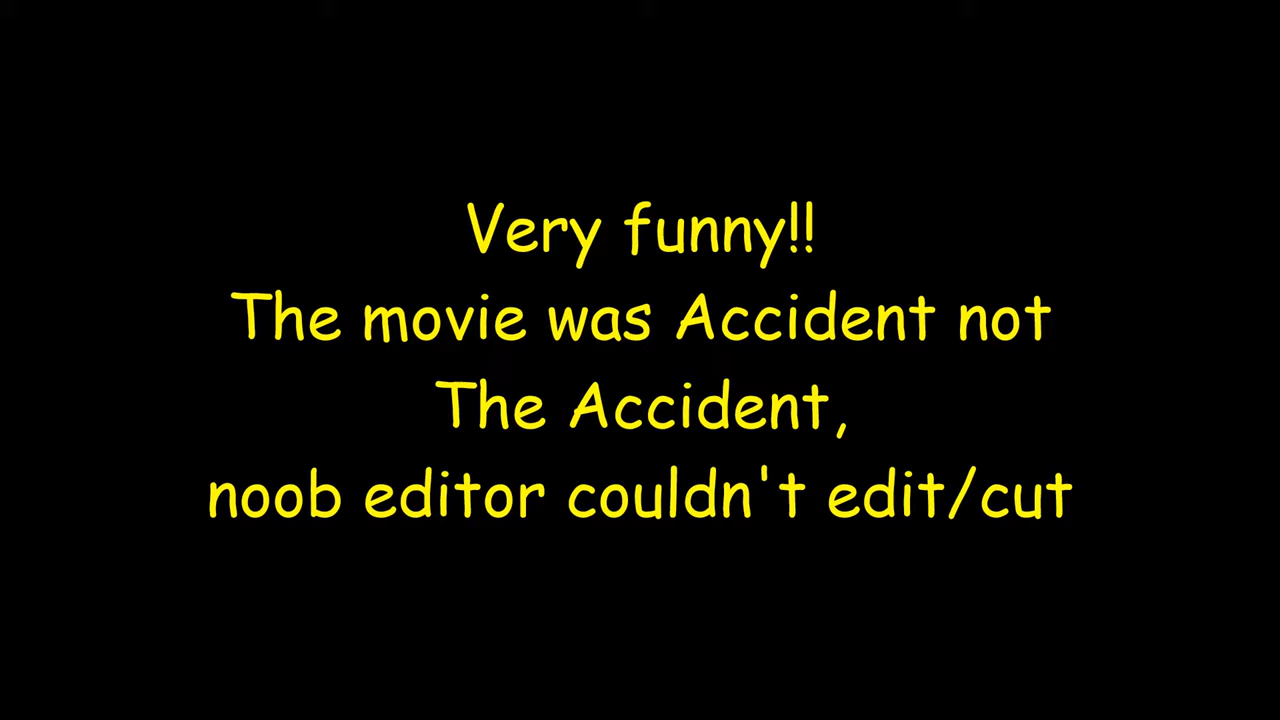 Very funny!!
The movie was Accident not
The Accident,
noob editor couldn't edit/cut